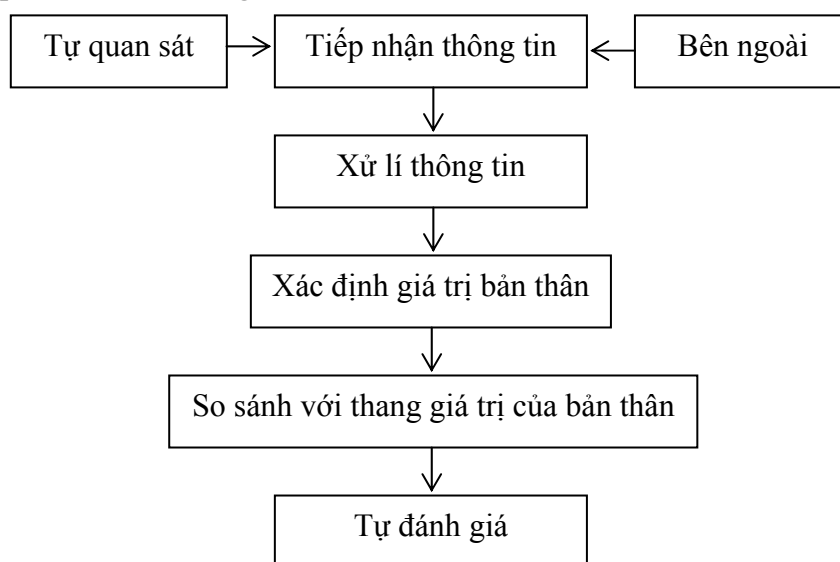 Tự quan sát
Tiếp nhận thông tin
Bên ngoài
Xử lí thông tin
Xác định giá trị bản thân
So sánh với thang giá trị của bản thân
Tự đánh giá